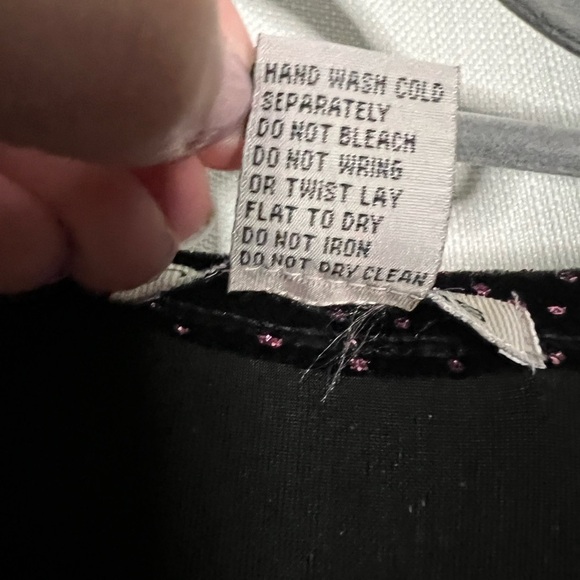 HAND WASH COLD
SEPARATELY
DO NOT BLEACH
DO NOT WRING
OR TWIST LAY
FLAT TO DRY
DO NOT IRON
DO NOT DRY CLEAN